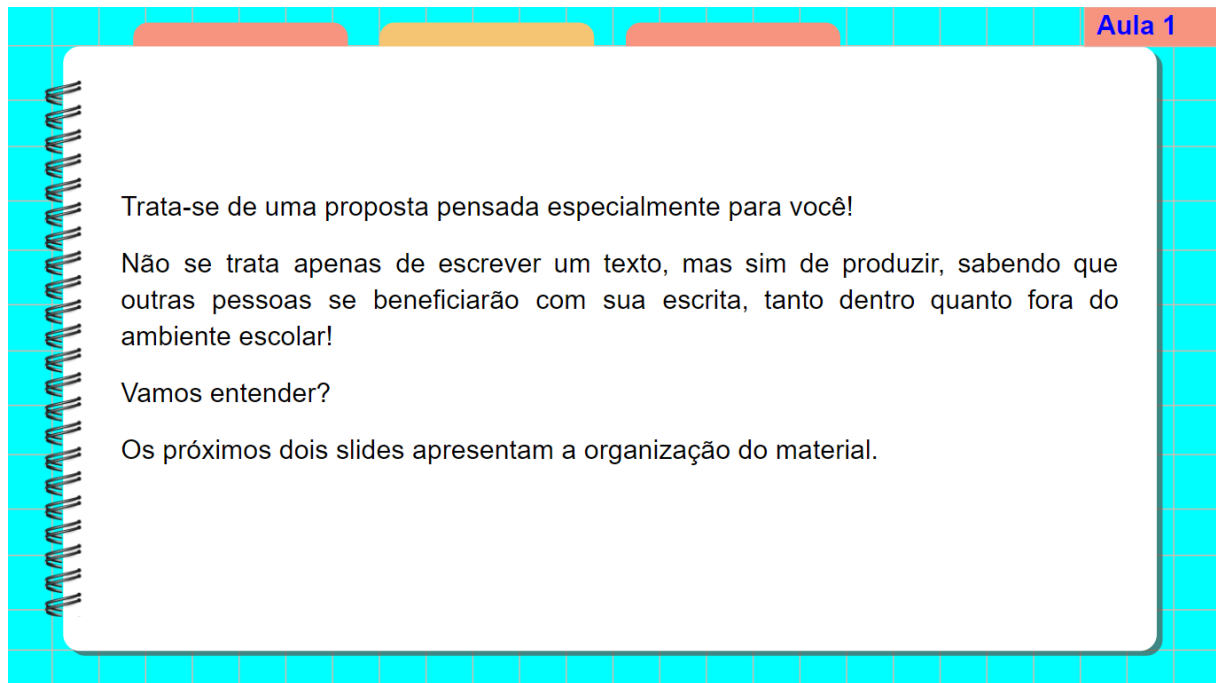 Aula 1
Trata-se de uma proposta pensada especialmente para você!
Não se trata apenas de escrever um texto, mas sim de produzir, sabendo que
outras pessoas se beneficiarão com sua escrita, tanto dentro quanto fora do
ambiente escolar!
Vamos entender?
Os próximos dois slides apresentam a organização do material.